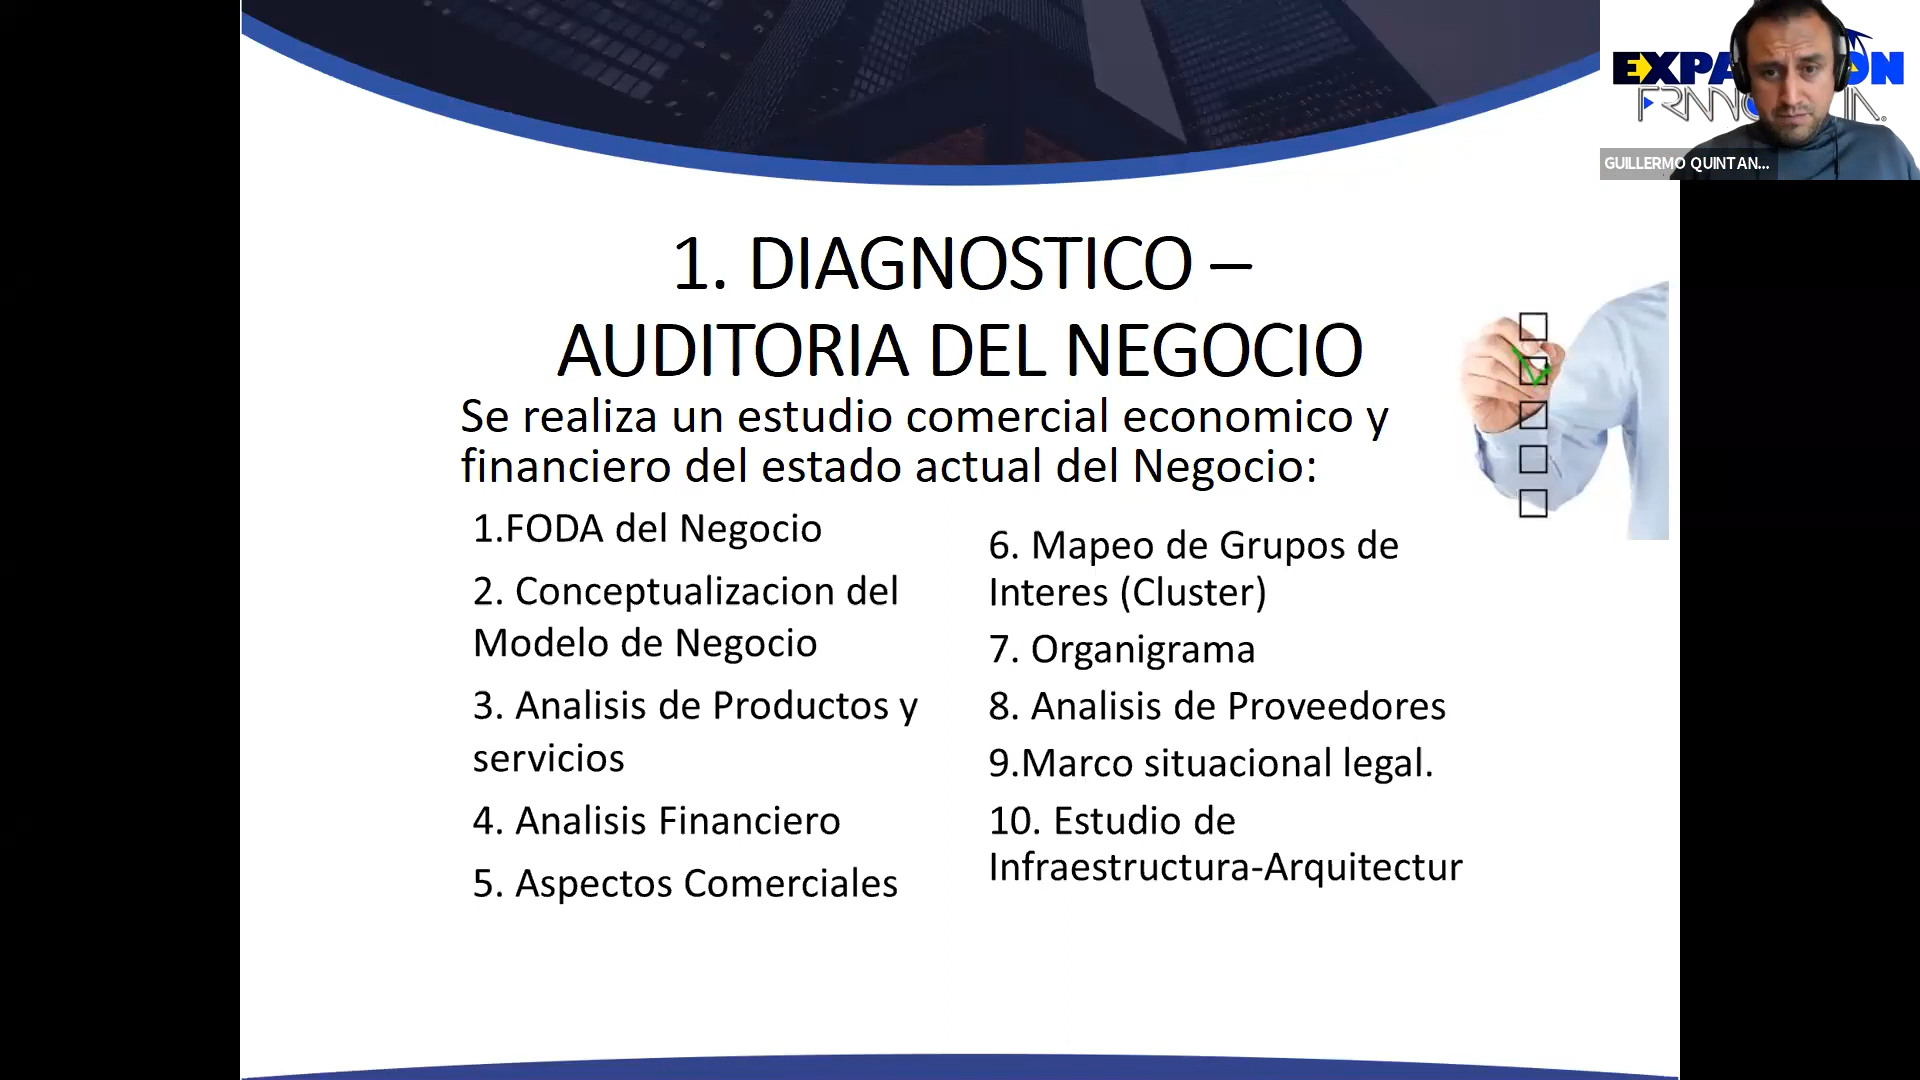 GUILLERMO QUINTAN...
1. DIAGNOSTICO –
AUDITORIA DEL NEGOCIO
Se realiza un estudio comercial economico y
financiero del estado actual del Negocio:
1.FODA del Negocio
2. Conceptualizacion del
Modelo de Negocio
3. Analisis de Productos y
servicios
4. Analisis Financiero
5. Aspectos Comerciales
6. Mapeo de Grupos de
Interes (Cluster)
7. Organigrama
8. Analisis de Proveedores
9.Marco situacional legal.
10. Estudio de
Infraestructura-Arquitectur